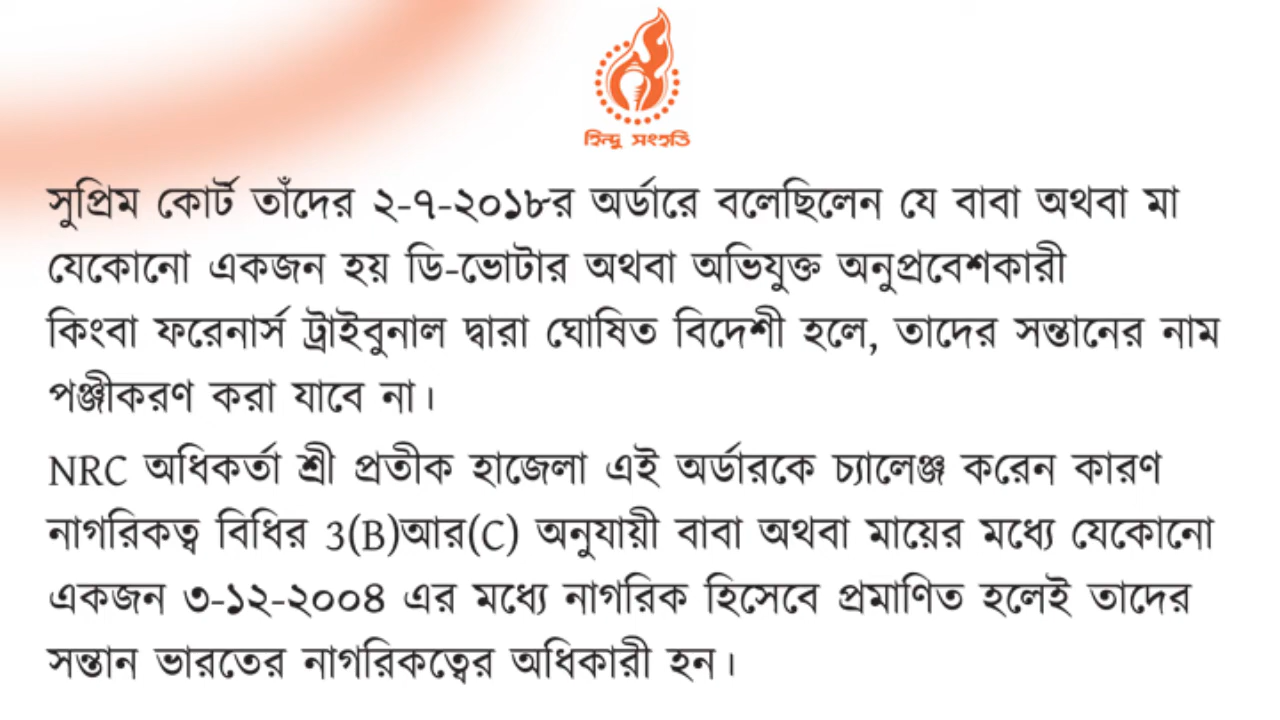 হিন্দু সংহতি
সুপ্রিম কোর্ট তাঁদের ২-৭-২০১৮র অর্ডারে বলেছিলেন যে বাবা অথবা মা
যেকোনো একজন হয় ডি-ভোটার অথবা অভিযুক্ত অনুপ্রবেশকারী
কিংবা ফরেনার্স ট্রাইবুনাল দ্বারা ঘোষিত বিদেশী হলে, তাদের সন্তানের নাম
পঞ্জীকরণ করা যাবে না।
NRC অধিকর্তা শ্রী প্রতীক হাজেলা এই অর্ডারকে চ্যালেঞ্জ করেন কারণ
নাগরিকত্ব বিধির 3(B)আর(C) অনুযায়ী বাবা অথবা মায়ের মধ্যে যেকোনো
একজন ৩-১২-২০০৪ এর মধ্যে নাগরিক হিসেবে প্রমাণিত হলেই তাদের
সন্তান ভারতের নাগরিকত্বের অধিকারী হন।